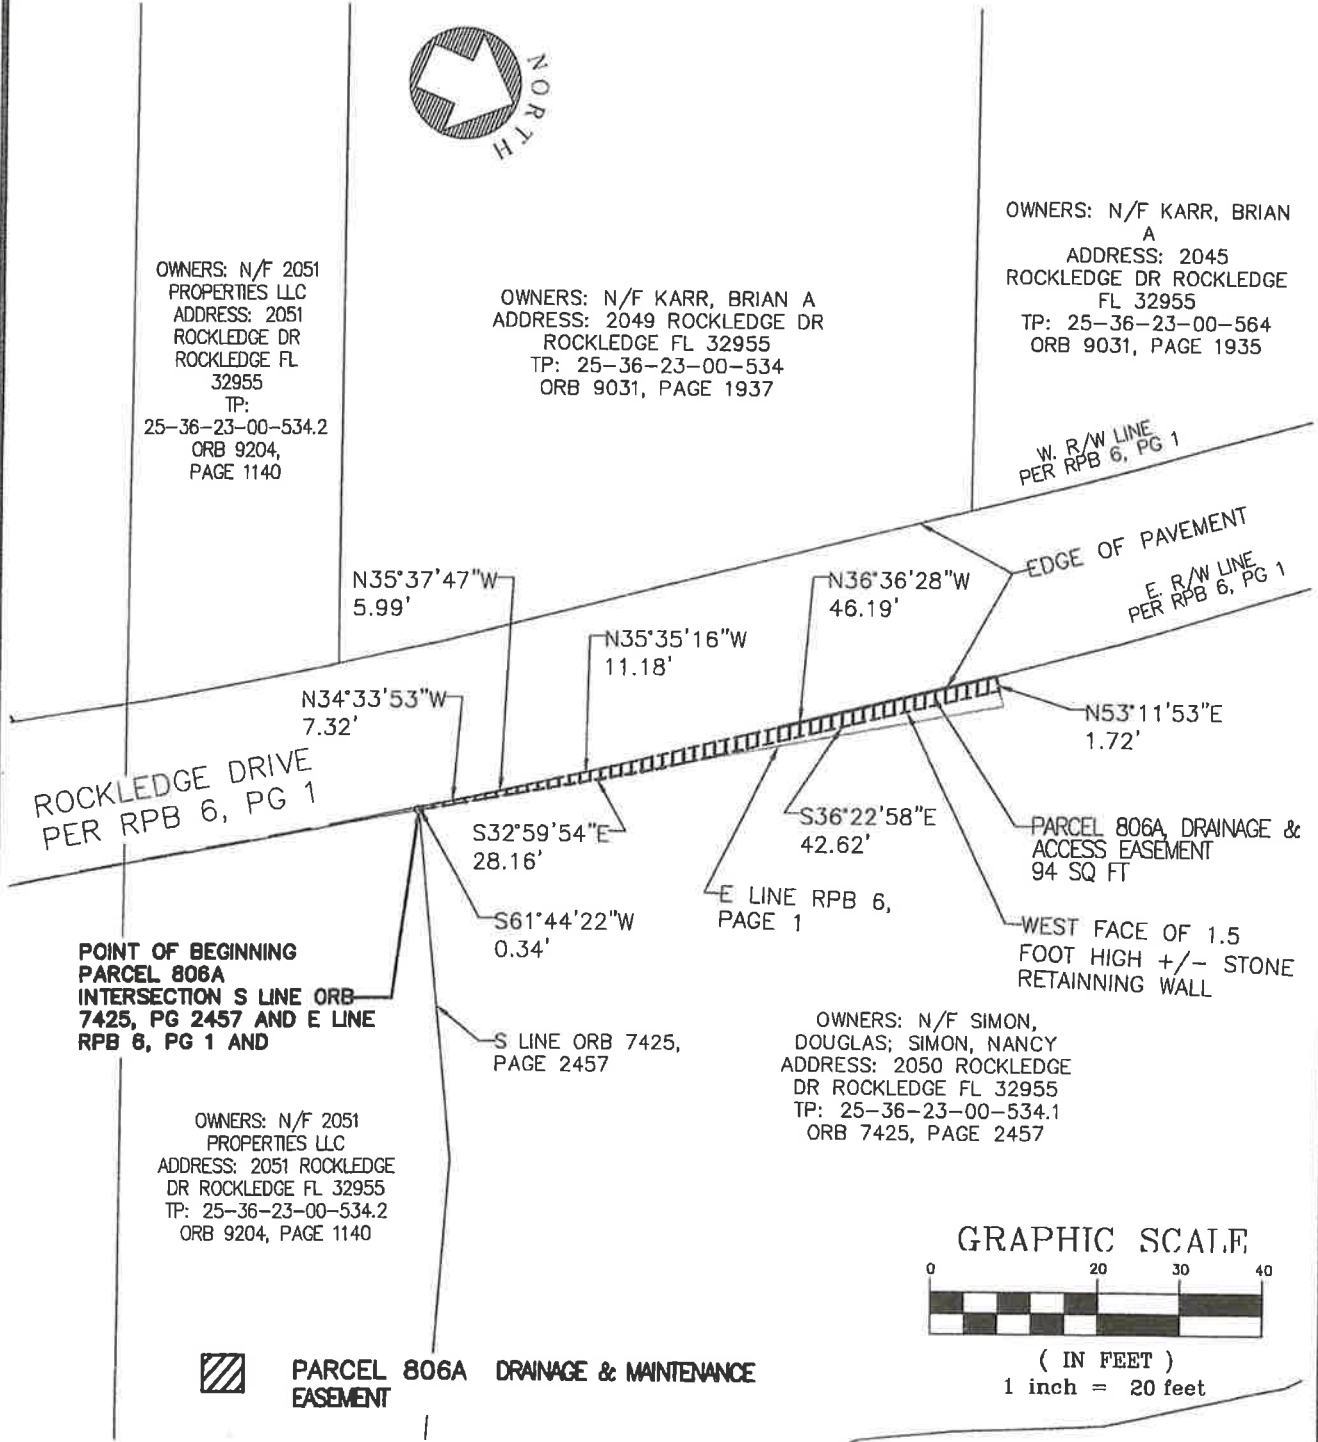 NORTH
OWNERS: N/F KARR, BRIAN
A
ADDRESS: 2045
ROCKLEDGE DR ROCKLEDGE
FL 32955
TP: 25-36-23-00-564
ORB 9031, PAGE 1935
OWNERS: N/F 2051
PROPERTIES LLC
ADDRESS: 2051
ROCKLEDGE DR
ROCKLEDGE FL
32955
TP:
25-36-23-00-534.2
ORB 9204,
PAGE 1140
OWNERS: N/F KARR, BRIAN A
ADDRESS: 2049 ROCKLEDGE DR
ROCKLEDGE FL 32955
TP: 25-36-23-00-534
ORB 9031, PAGE 1937
W. R/W LINE
PER RPB 6, PG 1
EDGE OF PAVEMENT
E. R/W LINE
PER RPB 6, PG 1
N35°37'47"W
5.99'
N36°36'28"W
46.19'
N35°35'16"W
11.18'
N34°33'53"W
7.32'
N53°11'53"E
1.72'
ROCKLEDGE DRIVE
PER RPB 6, PG 1
S32°59'54"E
28.16'
S36°22'58"E
42.62'
PARCEL 806A, DRAINAGE &
ACCESS EASEMENT
94 SQ FT
E LINE RPB 6,
PAGE 1
S61°44'22"W
0.34'
WEST FACE OF 1.5
FOOT HIGH +/- STONE
RETAINNING WALL
POINT OF BEGINNING
PARCEL 806A
INTERSECTION S LINE ORB
7425, PG 2457 AND E LINE
RPB 6, PG 1 AND
S LINE ORB 7425,
PAGE 2457
OWNERS: N/F SIMON,
DOUGLAS; SIMON, NANCY
ADDRESS: 2050 ROCKLEDGE
DR ROCKLEDGE FL 32955
TP: 25-36-23-00-534.1
ORB 7425, PAGE 2457
OWNERS: N/F 2051
PROPERTIES LLC
ADDRESS: 2051 ROCKLEDGE
DR ROCKLEDGE FL 32955
TP: 25-36-23-00-534.2
ORB 9204, PAGE 1140
GRAPHIC SCALE
0 20 30 40
( IN FEET )
1 inch = 20 feet
PARCEL 806A DRAINAGE & MAINTENANCE
EASEMENT